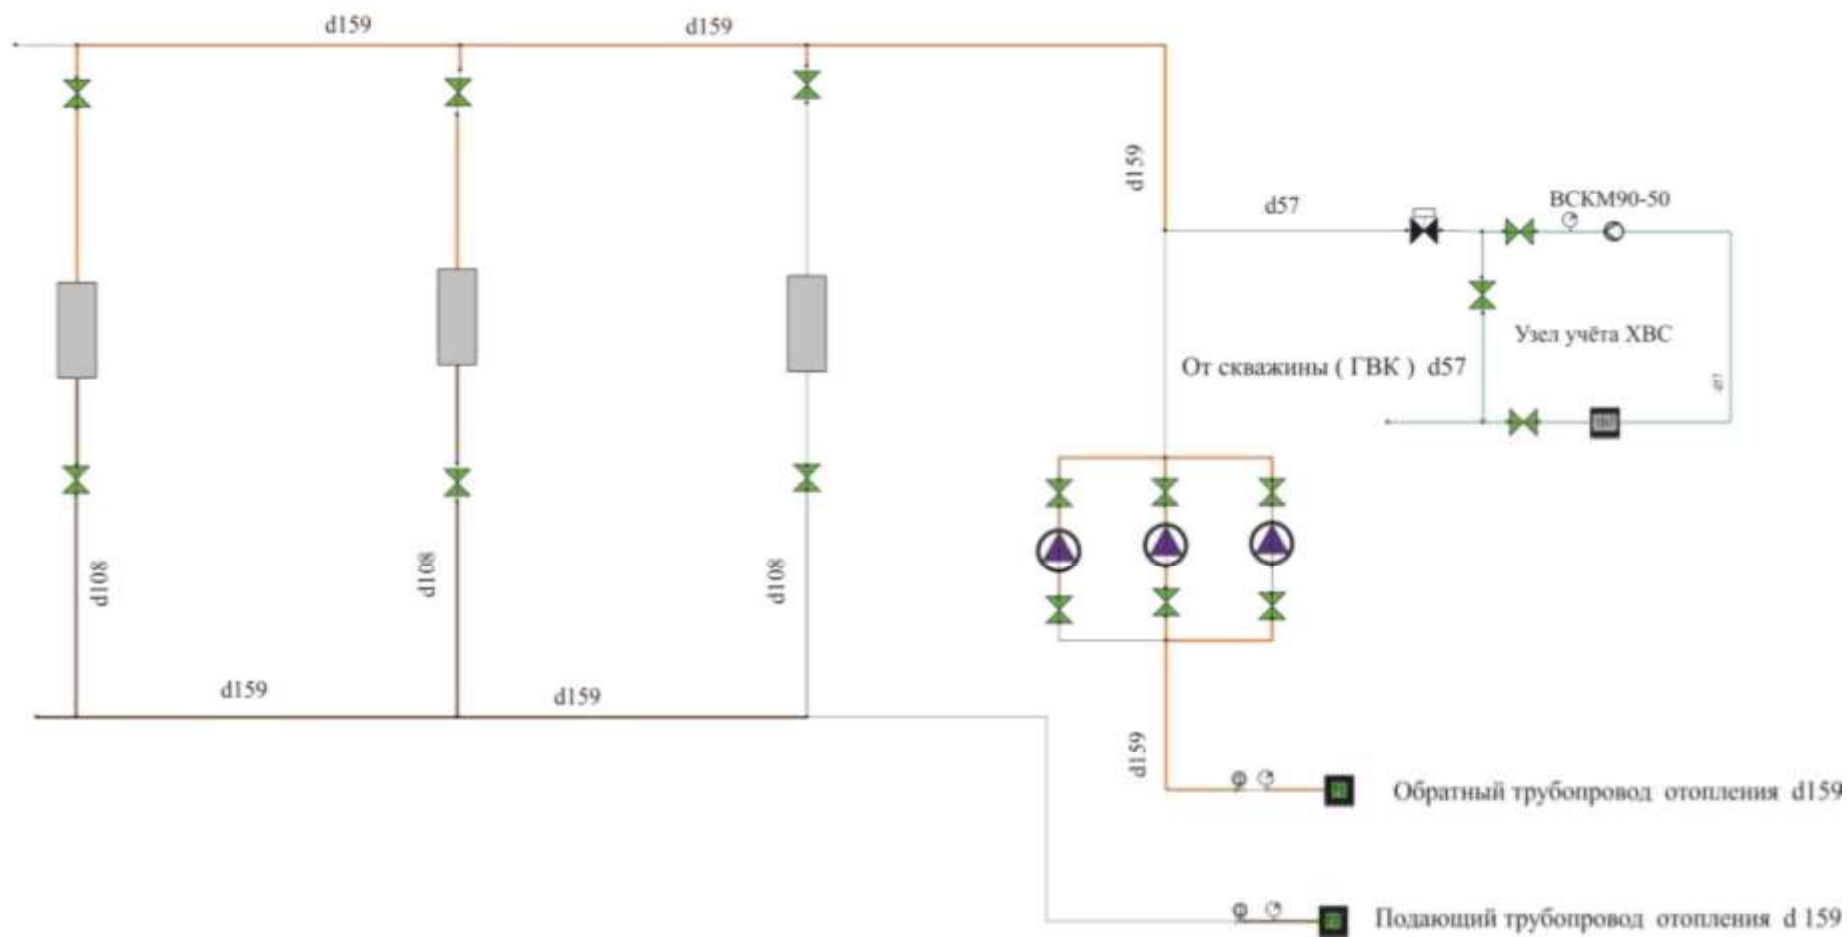 d159
d159
d159
d57
ВСКМ90-50
Узел учёта ХВС
От скважины ( ГВК )  d57
d57
d108
d108
d108
d159
d159
d159
Обратный трубопровод  отопления  d159
Подающий трубопровод  отопления  d 159